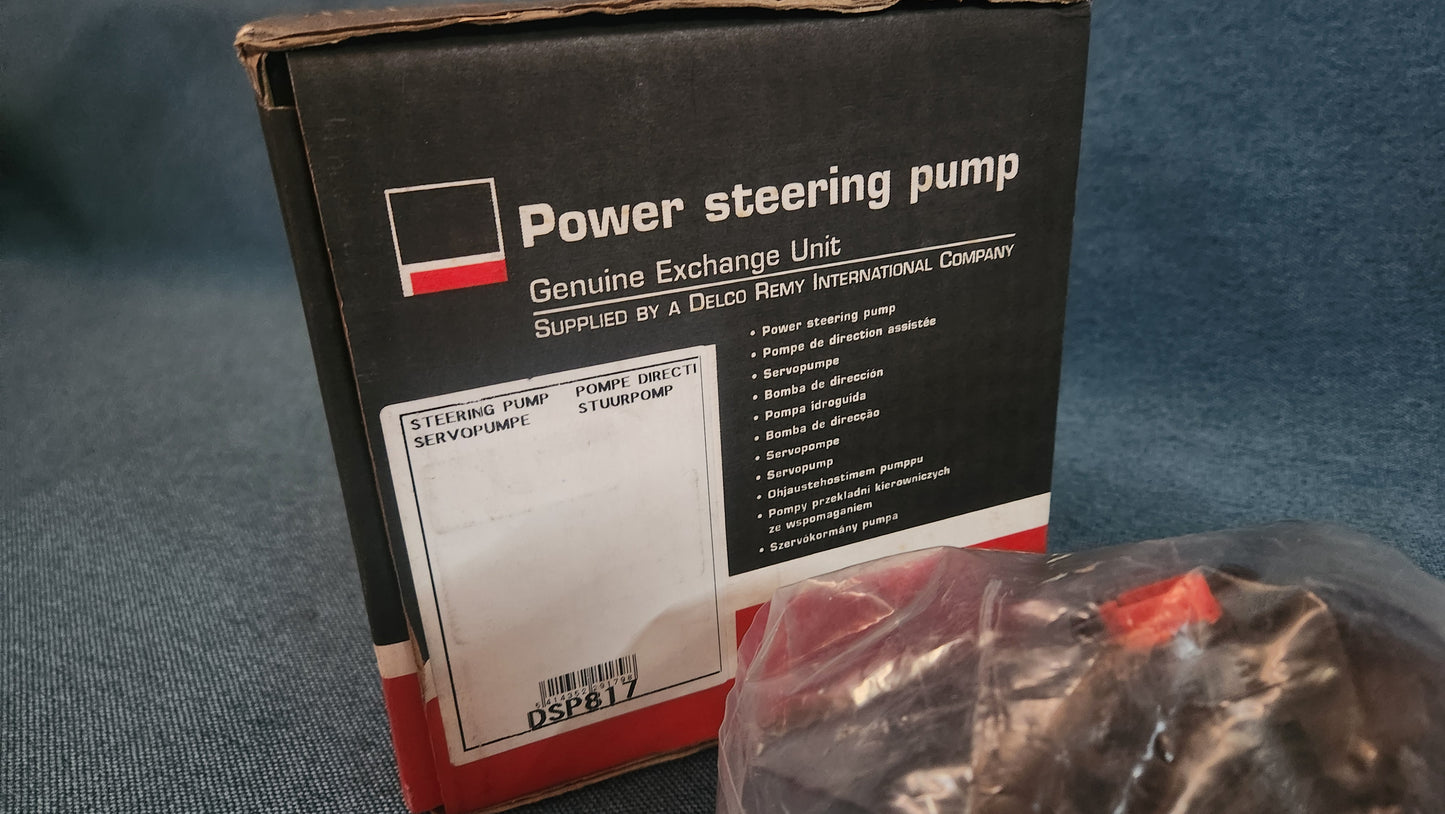 Power steering pump
Genuine Exchange Unit
SUPPLIED BY A DELCO REMY INTERNATIONAL COMPANY
• Power steering pump
• Pompe de direction assistée
• Servopumpe
• Bomba de dirección
• Pompa idroguida
• Bomba de direcção
• Servopompe
• Servopump
• Ohjaustehostimem pumppu
• Pompy przekladni kierowniczych
ze wspomaganiem
• Szervókormány pumpa
STEERING PUMP POMPE DIRECTI
SERVOPUMPE STUURPOMP
DSP817